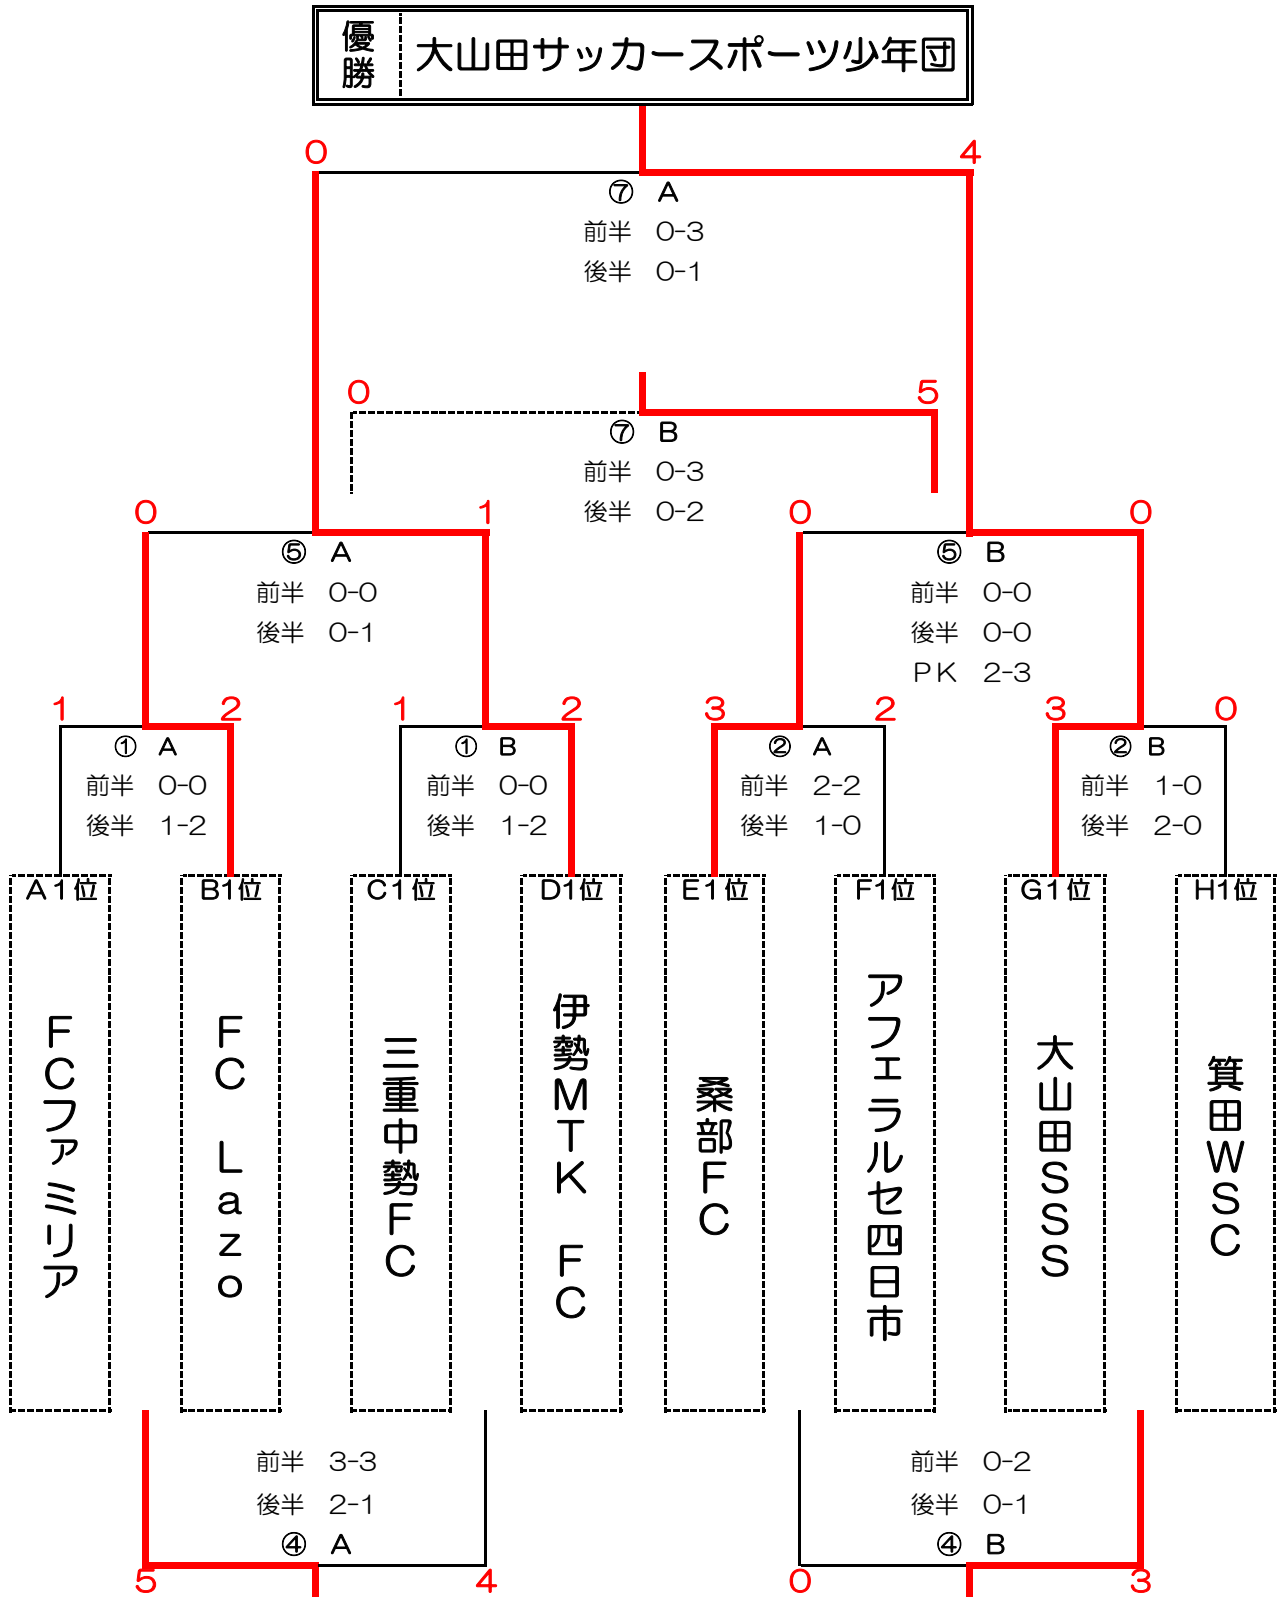 優勝 大山田サッカースポーツ少年団
0 4
⑦ A
前半 0-3
後半 0-1
0 5
⑦ B
前半 0-3
後半 0-2
0 1 0 0
⑤ A
前半 0-0
後半 0-1
⑤ B
前半 0-0
後半 0-0
PK 2-3
1 2 1 2 3 2 3 0
① A
前半 0-0
後半 1-2
① B
前半 0-0
後半 1-2
② A
前半 2-2
後半 1-0
② B
前半 1-0
後半 2-0
A1位
FCファミリア
B1位
FC Lazo
C1位
三重中勢FC
D1位
伊勢MTK FC
E1位
桑部FC
F1位
アフェラルセ四日市
G1位
大山田SSS
H1位
箕田WSC
前半 3-3
後半 2-1
④ A
5 4
前半 0-2
後半 0-1
④ B
0 3